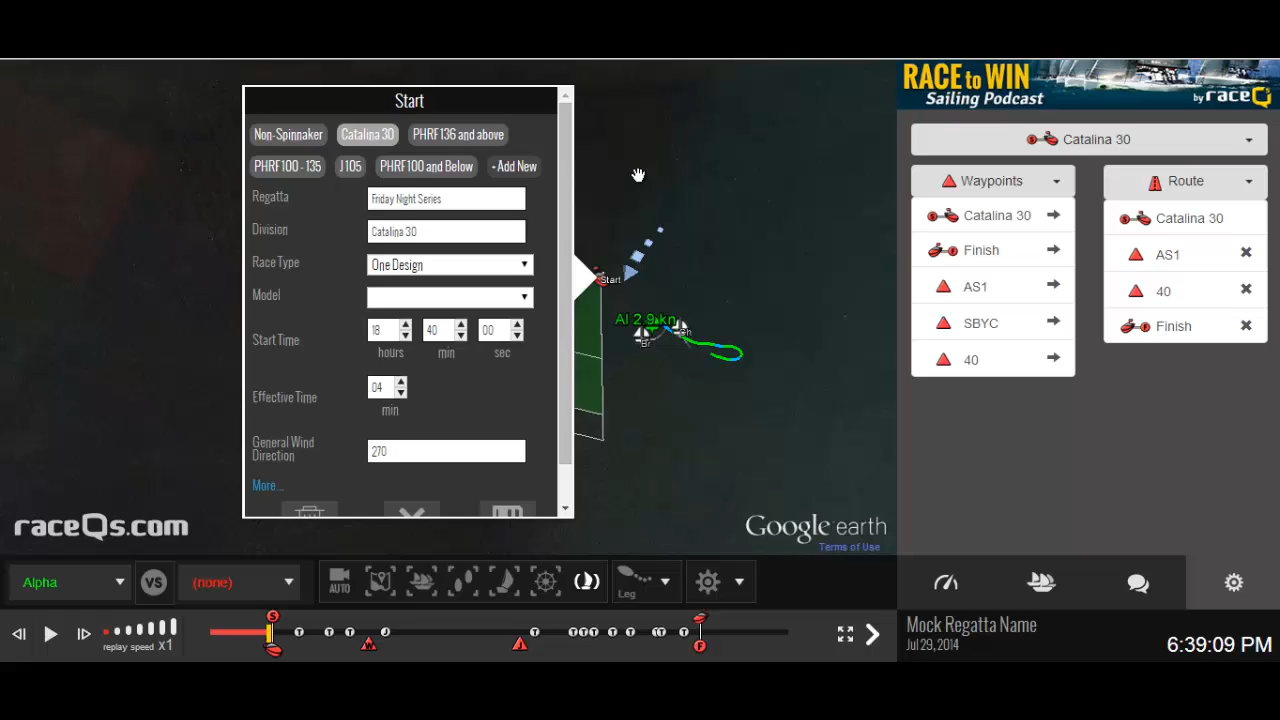 Start
Non-Spinnaker
Catalina 30
PHRF 136 and above
PHRF 100 - 135
J 105
PHRF 100 and Below
+Add New
Regatta
Friday Night Series
Division
Catalina 30
Race Type
One Design
Model
Start Time
18
40
00
hours
min
sec
Effective Time
04
min
General Wind
Direction
270
More...
Start
Al 2.9 kn
Br
Ch
raceQs.com
Google earth
Terms of Use
RACE to WIN
Sailing Podcast
by raceQs
Catalina 30
Waypoints
Catalina 30
Finish
AS1
SBYC
40
Route
Catalina 30
AS1
40
Finish
Alpha
VS
(none)
AUTO
Leg
replay speed x1
Mock Regatta Name
Jul 29, 2014
6:39:09 PM